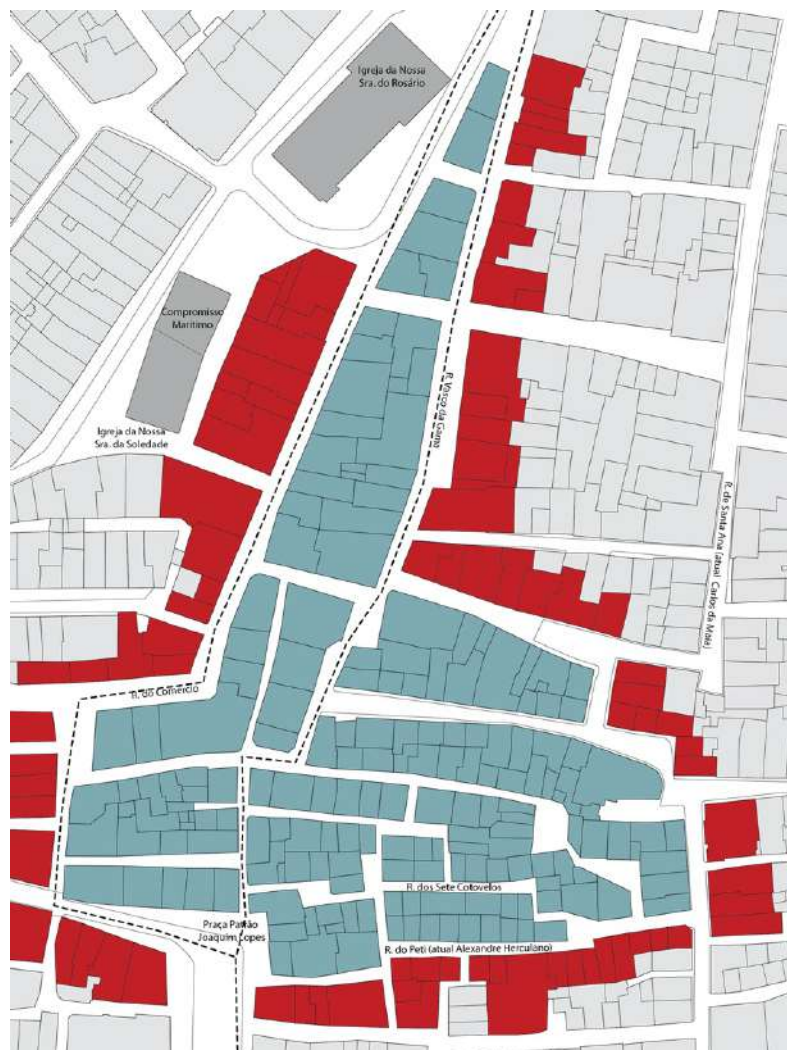 Igreja da Nossa
Sra. do Rosário
Compromisso
Marítimo
R. Vasco da Gama
Igreja da Nossa
Sra. da Soledade
R. de Santa Ana (atual Carlos da Maia)
R. do Comércio
R. dos Sete Cotovelos
Praça Patrão
Joaquim Lopes
R. do Peti (atual Alexandre Herculano)